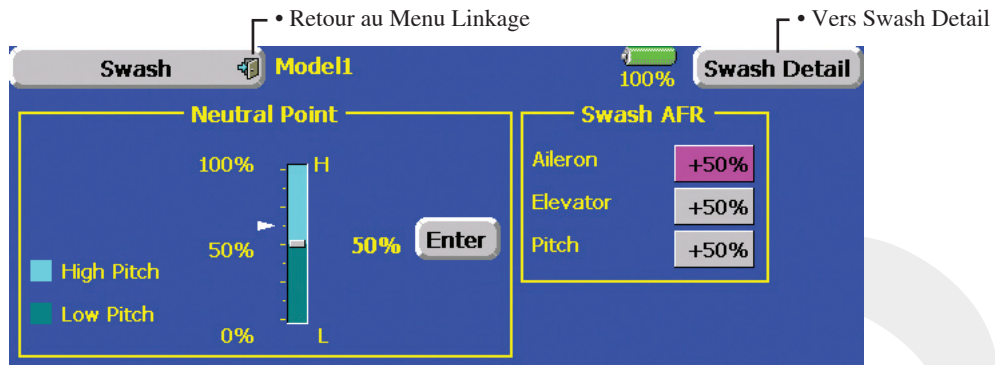 • Retour au Menu Linkage
• Vers Swash Detail
Swash
Model1
100%
Swash Detail
Neutral Point
100%
H
50%
50%
Enter
High Pitch
Low Pitch
0%
L
Swash AFR
Aileron
+50%
Elevator
+50%
Pitch
+50%